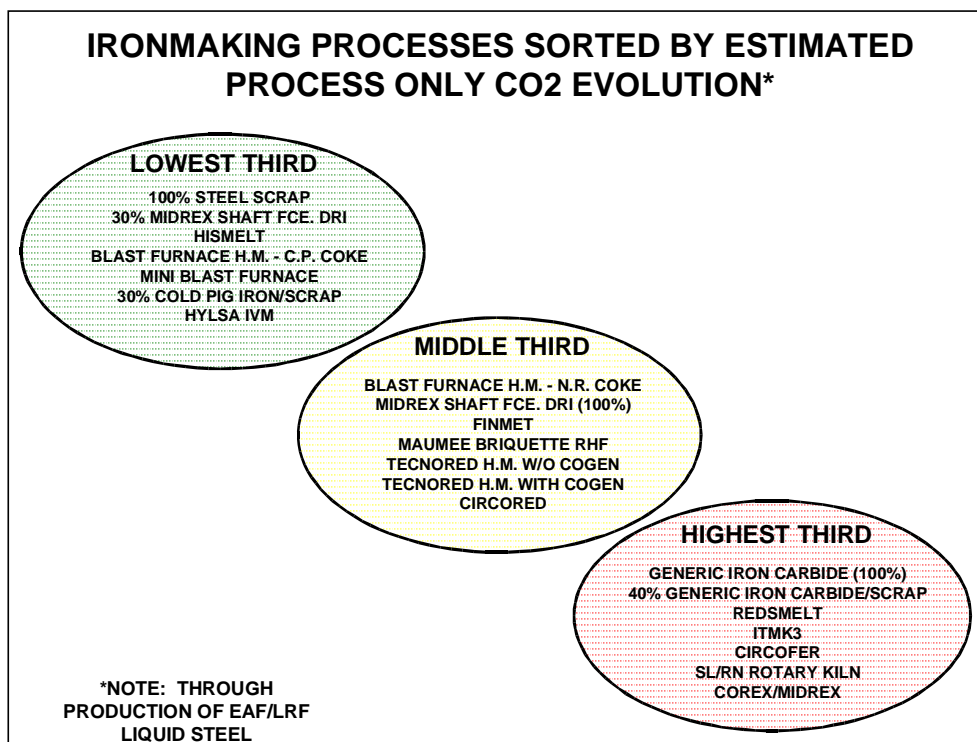 IRONMAKING PROCESSES SORTED BY ESTIMATED
PROCESS ONLY CO2 EVOLUTION*
LOWEST THIRD
100% STEEL SCRAP
30% MIDREX SHAFT FCE. DRI
HISMELT
BLAST FURNACE H.M. - C.P. COKE
MINI BLAST FURNACE
30% COLD PIG IRON/SCRAP
HYLSA IVM
MIDDLE THIRD
BLAST FURNACE H.M. - N.R. COKE
MIDREX SHAFT FCE. DRI (100%)
FINMET
MAUMEE BRIQUETTE RHF
TECNORED H.M. W/O COGEN
TECNORED H.M. WITH COGEN
CIRCORED
HIGHEST THIRD
GENERIC IRON CARBIDE (100%)
40% GENERIC IRON CARBIDE/SCRAP
REDSMELT
ITMK3
CIRCOFER
SL/RN ROTARY KILN
COREX/MIDREX
*NOTE: THROUGH
PRODUCTION OF EAF/LRF
LIQUID STEEL